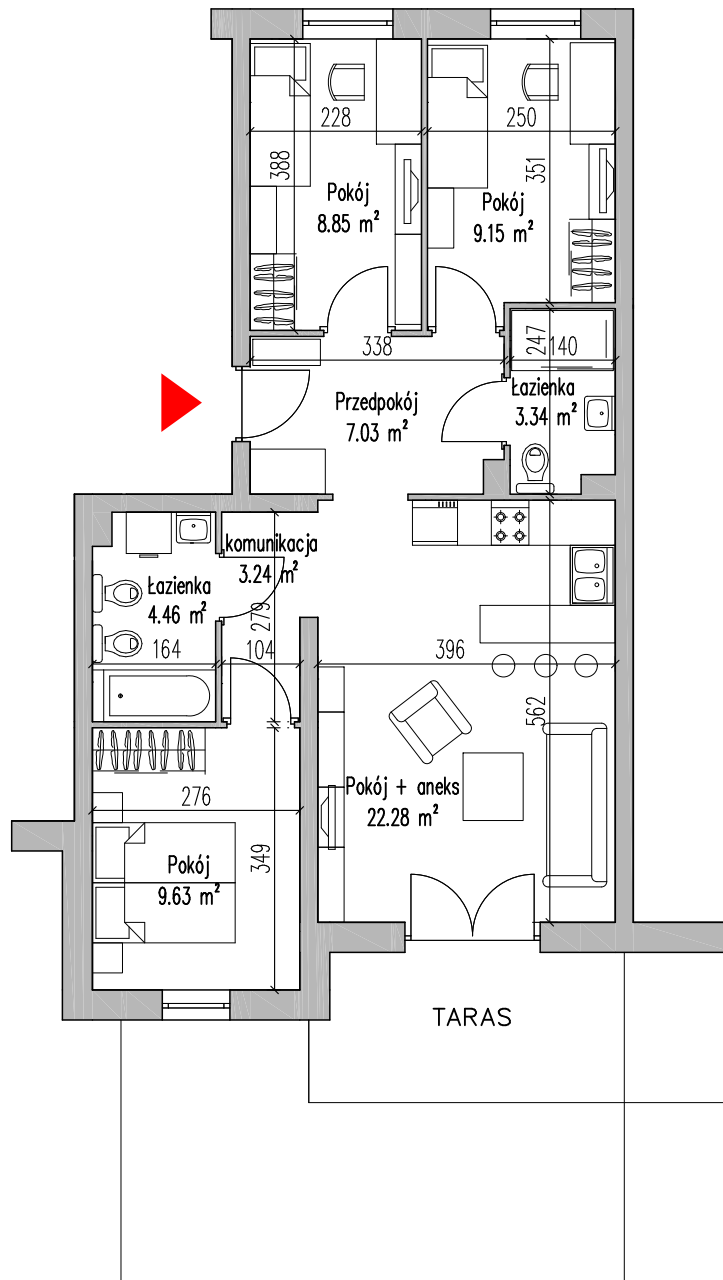 228
250
388
351
Pokój
8.85 m²
Pokój
9.15 m²
338
247
140
Przedpokój
7.03 m²
Łazienka
3.34 m²
komunikacja
3.24 m²
Łazienka
4.46 m²
279
164
104
396
562
Pokój + aneks
22.28 m²
276
349
Pokój
9.63 m²
TARAS